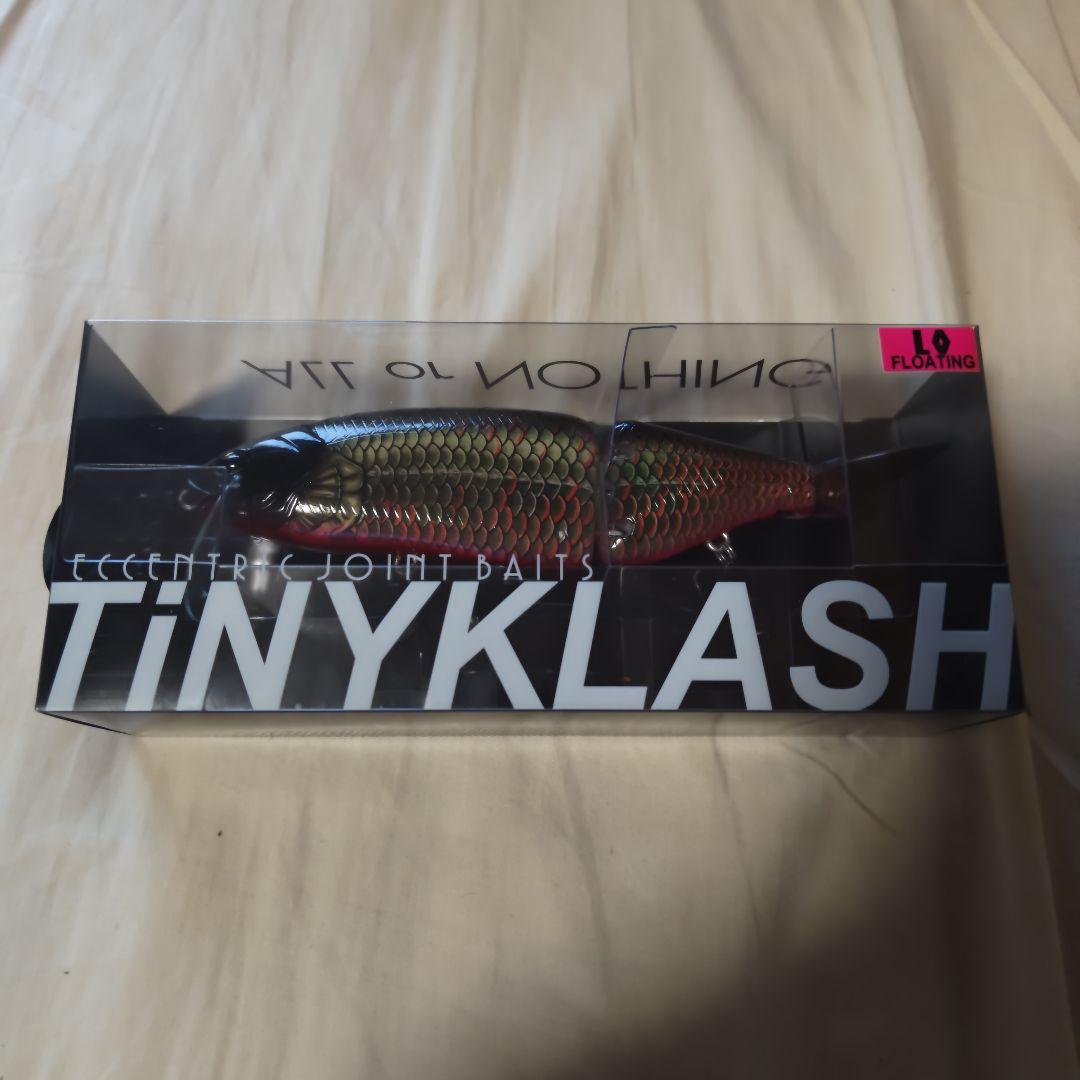 ALL or NOTHING
LO
FLOATING
ECCENTRIC JOINT BAITS
TiNYKLASH